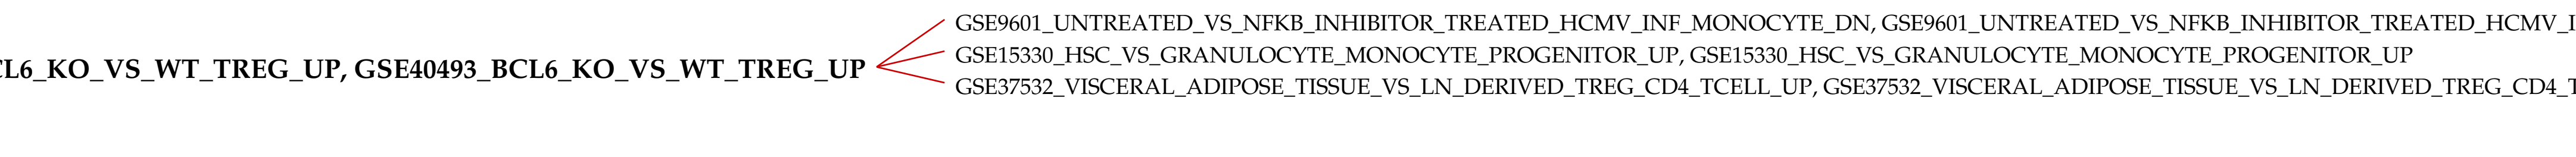 CL6_KO_VS_WT_TREG_UP, GSE40493_BCL6_KO_VS_WT_TREG_UP
GSE9601_UNTREATED_VS_NFKB_INHIBITOR_TREATED_HCMV_INF_MONOCYTE_DN, GSE9601_UNTREATED_VS_NFKB_INHIBITOR_TREATED_HCMV_I
GSE15330_HSC_VS_GRANULOCYTE_MONOCYTE_PROGENITOR_UP, GSE15330_HSC_VS_GRANULOCYTE_MONOCYTE_PROGENITOR_UP
GSE37532_VISCERAL_ADIPOSE_TISSUE_VS_LN_DERIVED_TREG_CD4_TCELL_UP, GSE37532_VISCERAL_ADIPOSE_TISSUE_VS_LN_DERIVED_TREG_CD4_T